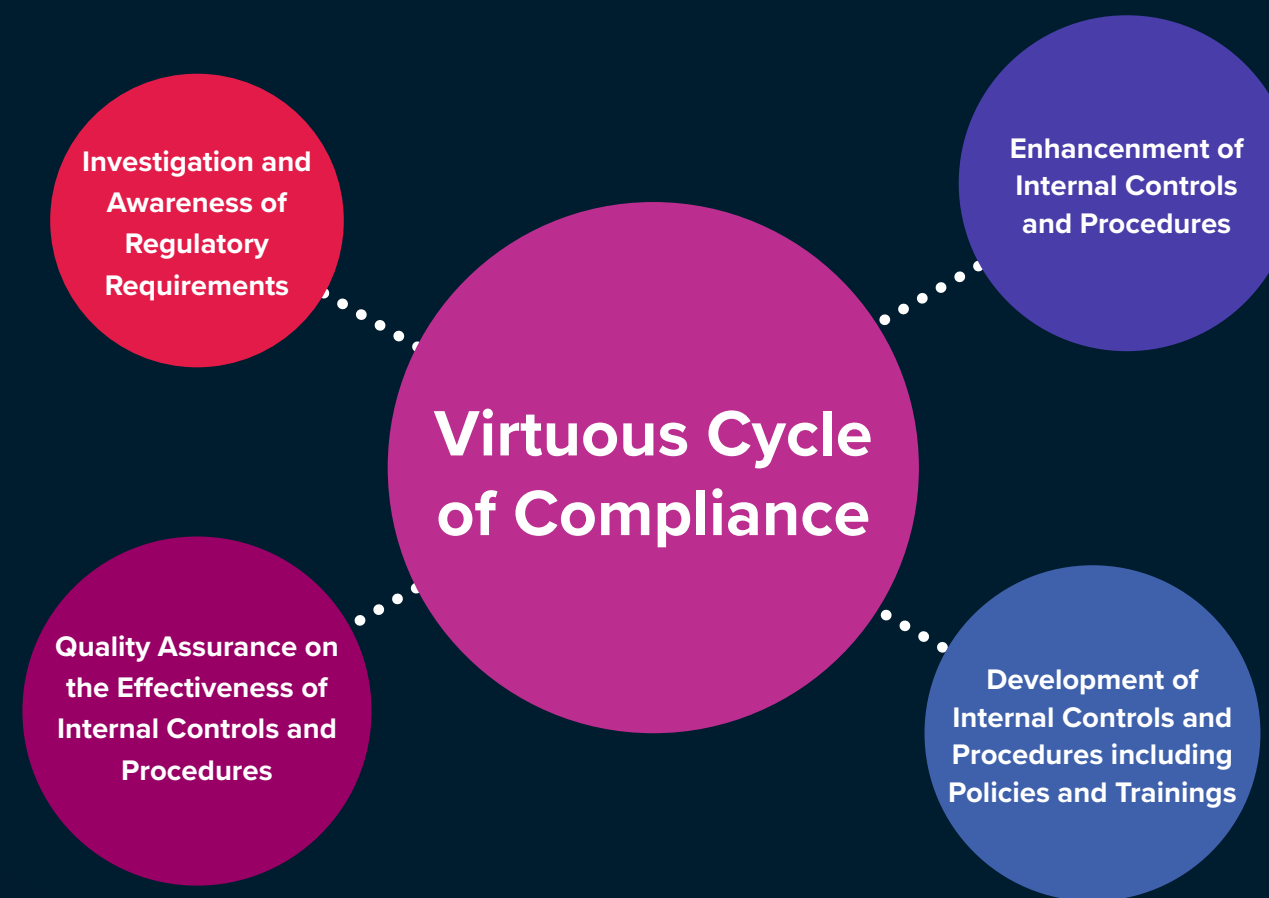 Investigation and
Awareness of
Regulatory
Requirements
Enhancenment of
Internal Controls
and Procedures
Virtuous Cycle
of Compliance
Quality Assurance on
the Effectiveness of
Internal Controls and
Procedures
Development of
Internal Controls and
Procedures including
Policies and Trainings